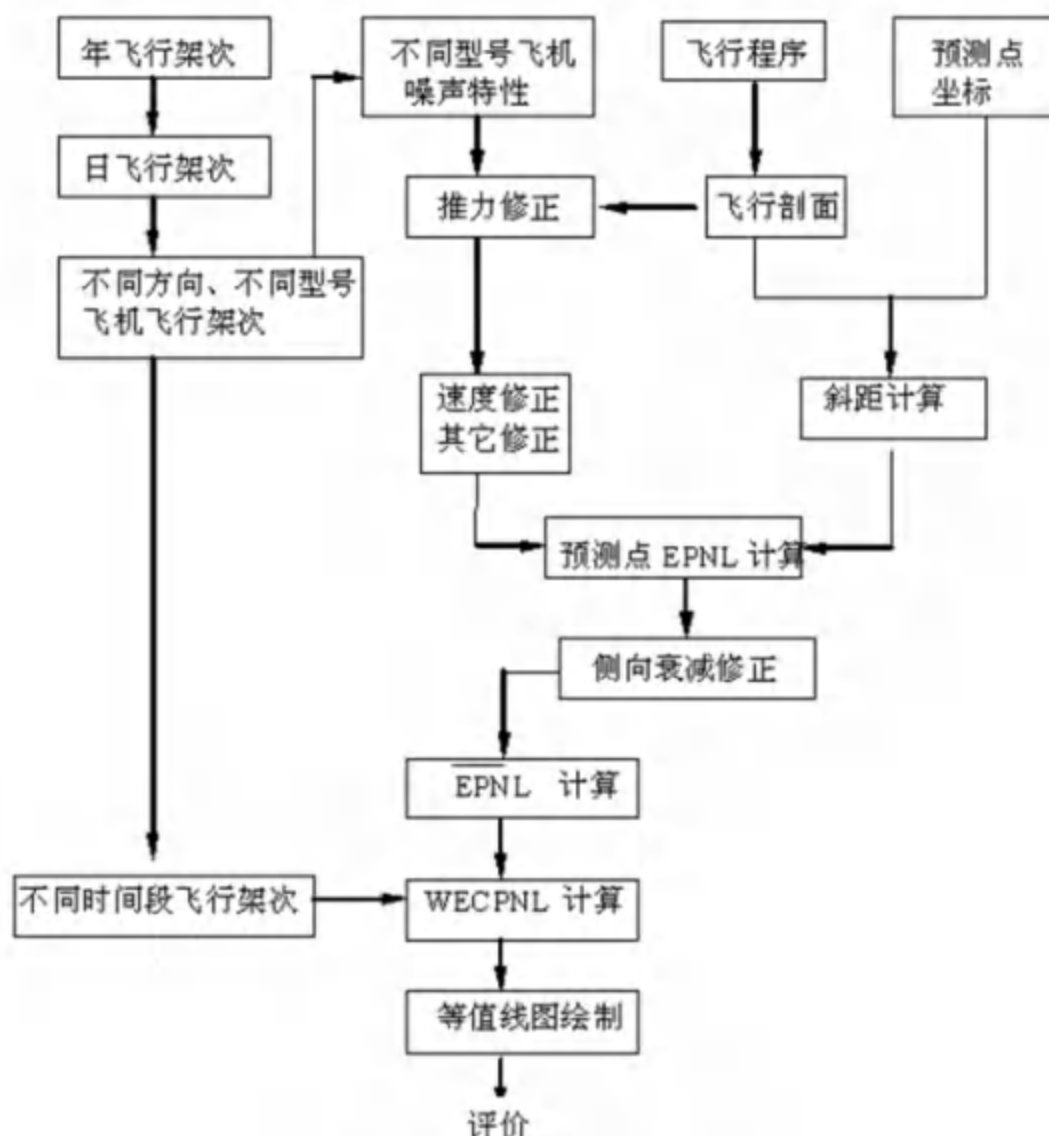 年飞行架次
不同型号飞机
噪声特性
飞行程序
预测点
坐标
日飞行架次
推力修正
飞行剖面
不同方向、不同型号
飞机飞行架次
速度修正
其它修正
斜距计算
预测点 EPNL 计算
侧向衰减修正
E̅P̅N̅L 计算
不同时间段飞行架次
WECPNL 计算
等值线图绘制
评价